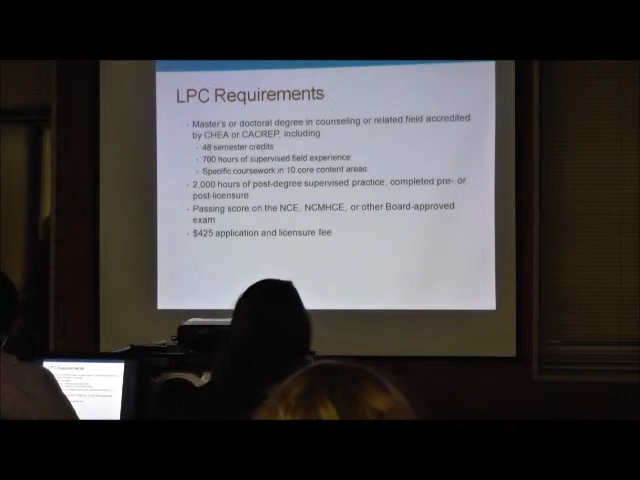 LPC Requirements
Master's or doctoral degree in counseling or related field accredited
by CHEA or CACREP, including
48 semester credits
700 hours of supervised field experience
Specific coursework in 10 core content areas
2,000 hours of post-degree supervised practice, completed pre- or
post-licensure
Passing score on the NCE, NCMHCE, or other Board-approved
exam
$425 application and licensure fee
LPC Requirements